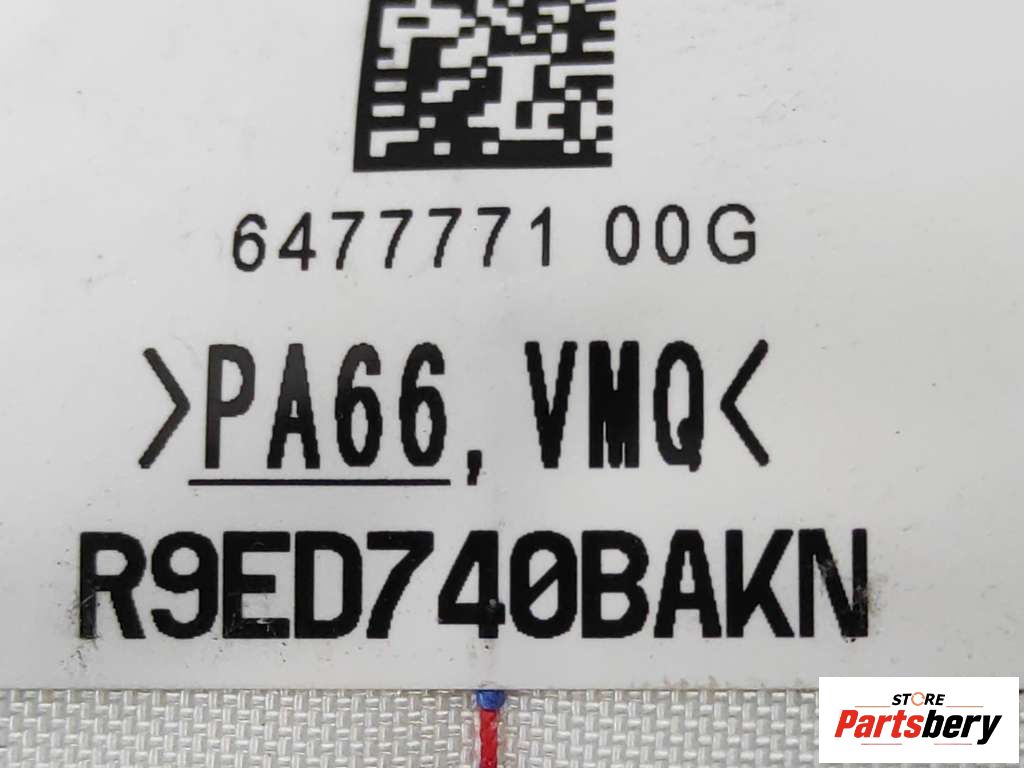 6477771 00G
>PA66,VMQ<
R9ED740BAKN
STORE
Partsbery